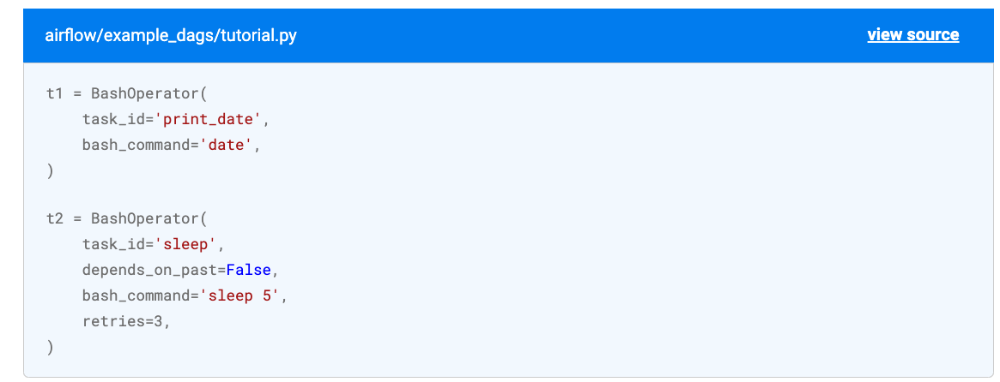 airflow/example_dags/tutorial.py
view source
t1 = BashOperator(
    task_id='print_date',
    bash_command='date',
)
t2 = BashOperator(
    task_id='sleep',
    depends_on_past=False,
    bash_command='sleep 5',
    retries=3,
)